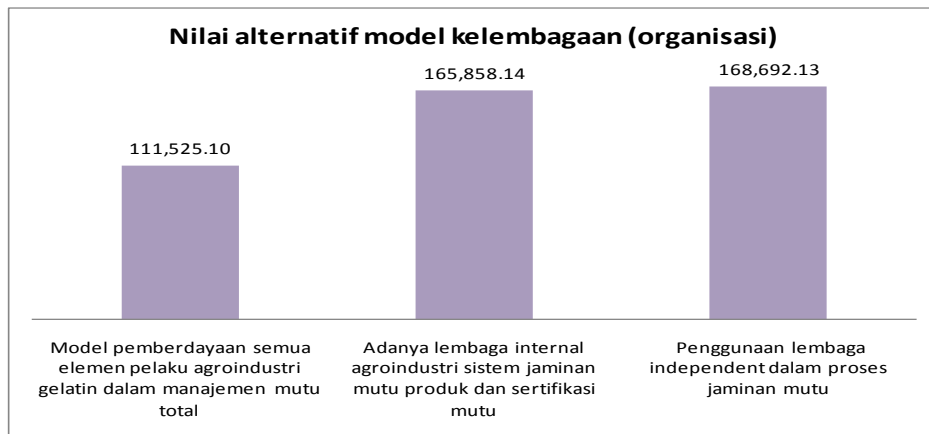 Nilai alternatif model kelembagaan (organisasi)
111,525.10
165,858.14
168,692.13
Model pemberdayaan semua
elemen pelaku agroindustri
gelatin dalam manajemen mutu
total
Adanya lembaga internal
agroindustri sistem jaminan
mutu produk dan sertifikasi
mutu
Penggunaan lembaga
independent dalam proses
jaminan mutu